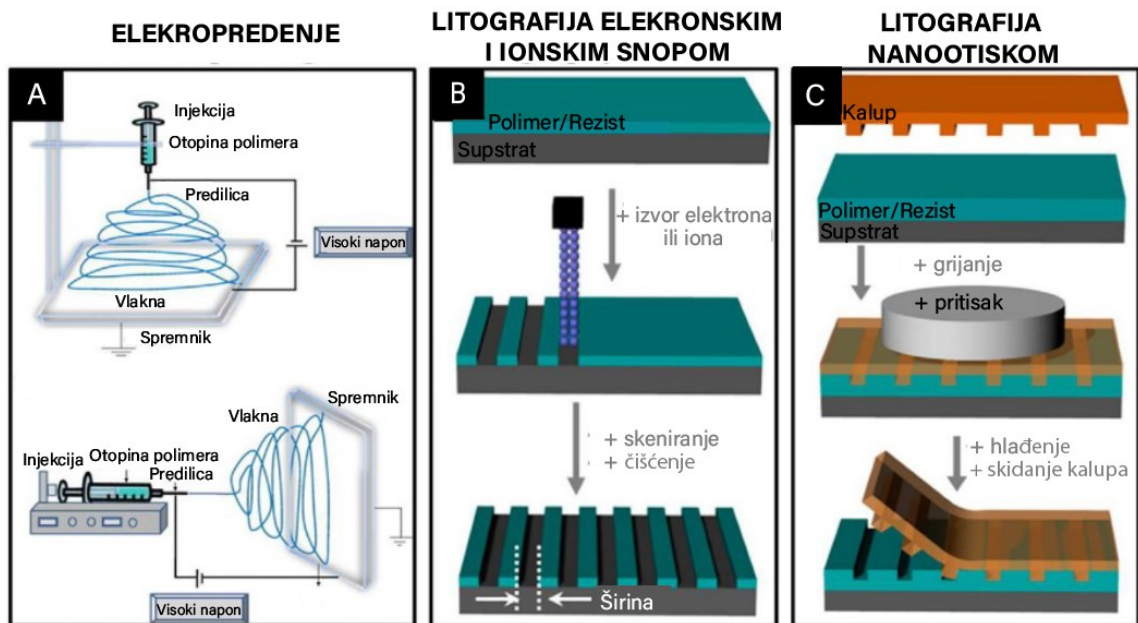 ELEKROPREDENJE
LITOGRAFIJA ELEKRONSKIM
I IONSKIM SNOPOM
LITOGRAFIJA
NANOOTISKOM
A
Injekcija
Otopina polimera
Predilica
Visoki napon
Vlakna
Spremnik
Spremnik
Vlakna
Injekcija
Otopina polimera
Predilica
Visoki napon
B
Polimer/Rezist
Supstrat
+ izvor elektrona
ili iona
+ skeniranje
+ čišćenje
Širina
C
Kalup
Polimer/Rezist
Supstrat
+ grijanje
+ pritisak
+ hlađenje
+ skidanje kalupa